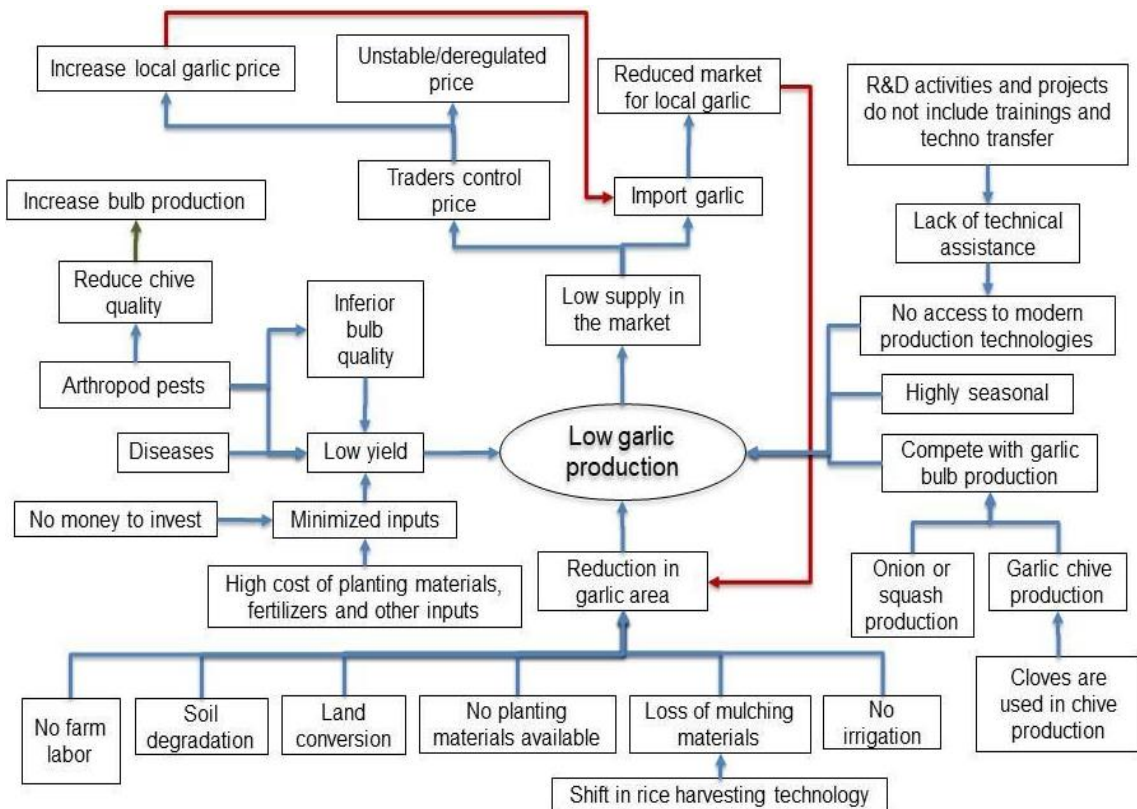 Increase local garlic price
Unstable/deregulated
price
Reduced market
for local garlic
R&D activities and projects
do not include trainings and
techno transfer
Traders control
price
Import garlic
Increase bulb production
Lack of technical
assistance
Reduce chive
quality
Inferior
bulb
quality
Low supply in
the market
No access to modern
production technologies
Arthropod pests
Highly seasonal
Diseases
Low yield
Low garlic
production
Compete with garlic
bulb production
No money to invest
Minimized inputs
High cost of planting materials,
fertilizers and other inputs
Reduction in
garlic area
Onion or
squash
production
Garlic chive
production
No farm
labor
Soil
degradation
Land
conversion
No planting
materials available
Loss of mulching
materials
No
irrigation
Cloves are
used in chive
production
Shift in rice harvesting technology